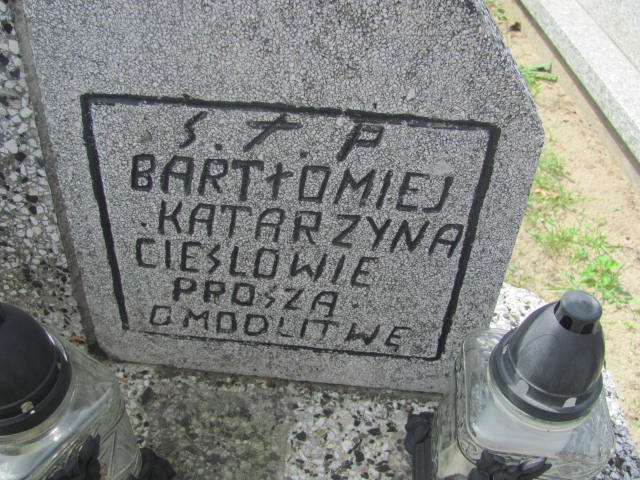 Ś.†.P
BARTŁOMIEJ
KATARZYNA
CIEŚLOWIE
PROSZĄ
O MODLITWĘ